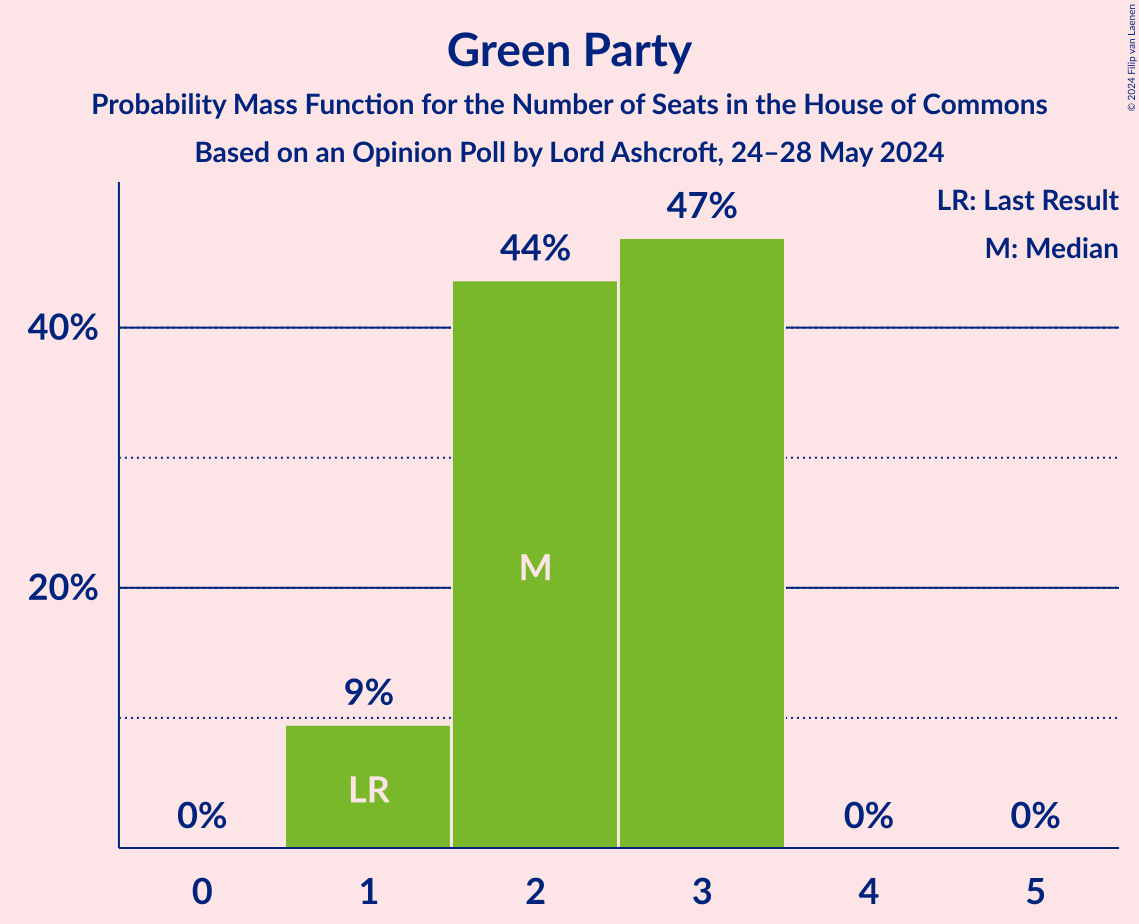 Green Party
Probability Mass Function for the Number of Seats in the House of Commons
Based on an Opinion Poll by Lord Ashcroft, 24–28 May 2024
© 2024 Filip van Laenen
LR: Last Result
M: Median
47%
44%
40%
M
20%
9%
LR
0%
0%
0%
0
1
2
3
4
5